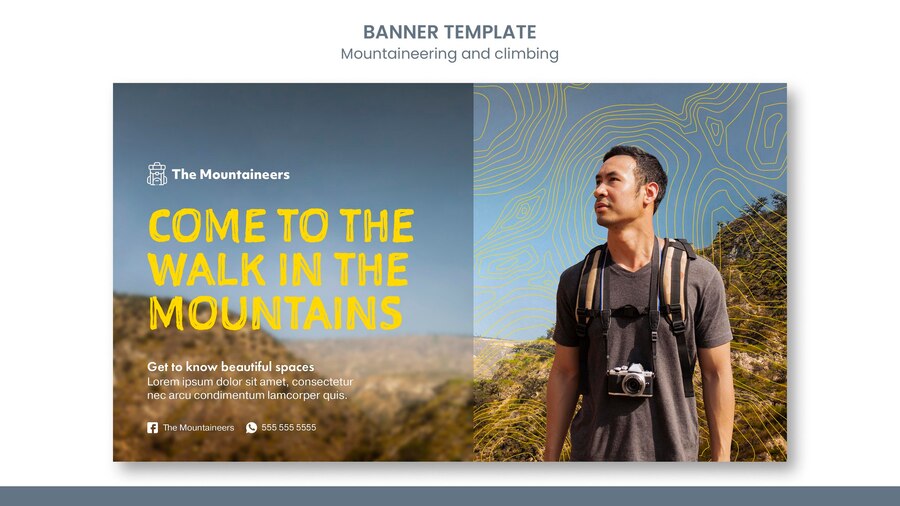 BANNER TEMPLATE
Mountaineering and climbing
The Mountaineers
COME TO THE
WALK IN THE
MOUNTAINS
Get to know beautiful spaces
Lorem ipsum dolor sit amet, consectetur
nec arcu condimentum lamcorper quis.
The Mountaineers 555 555 5555